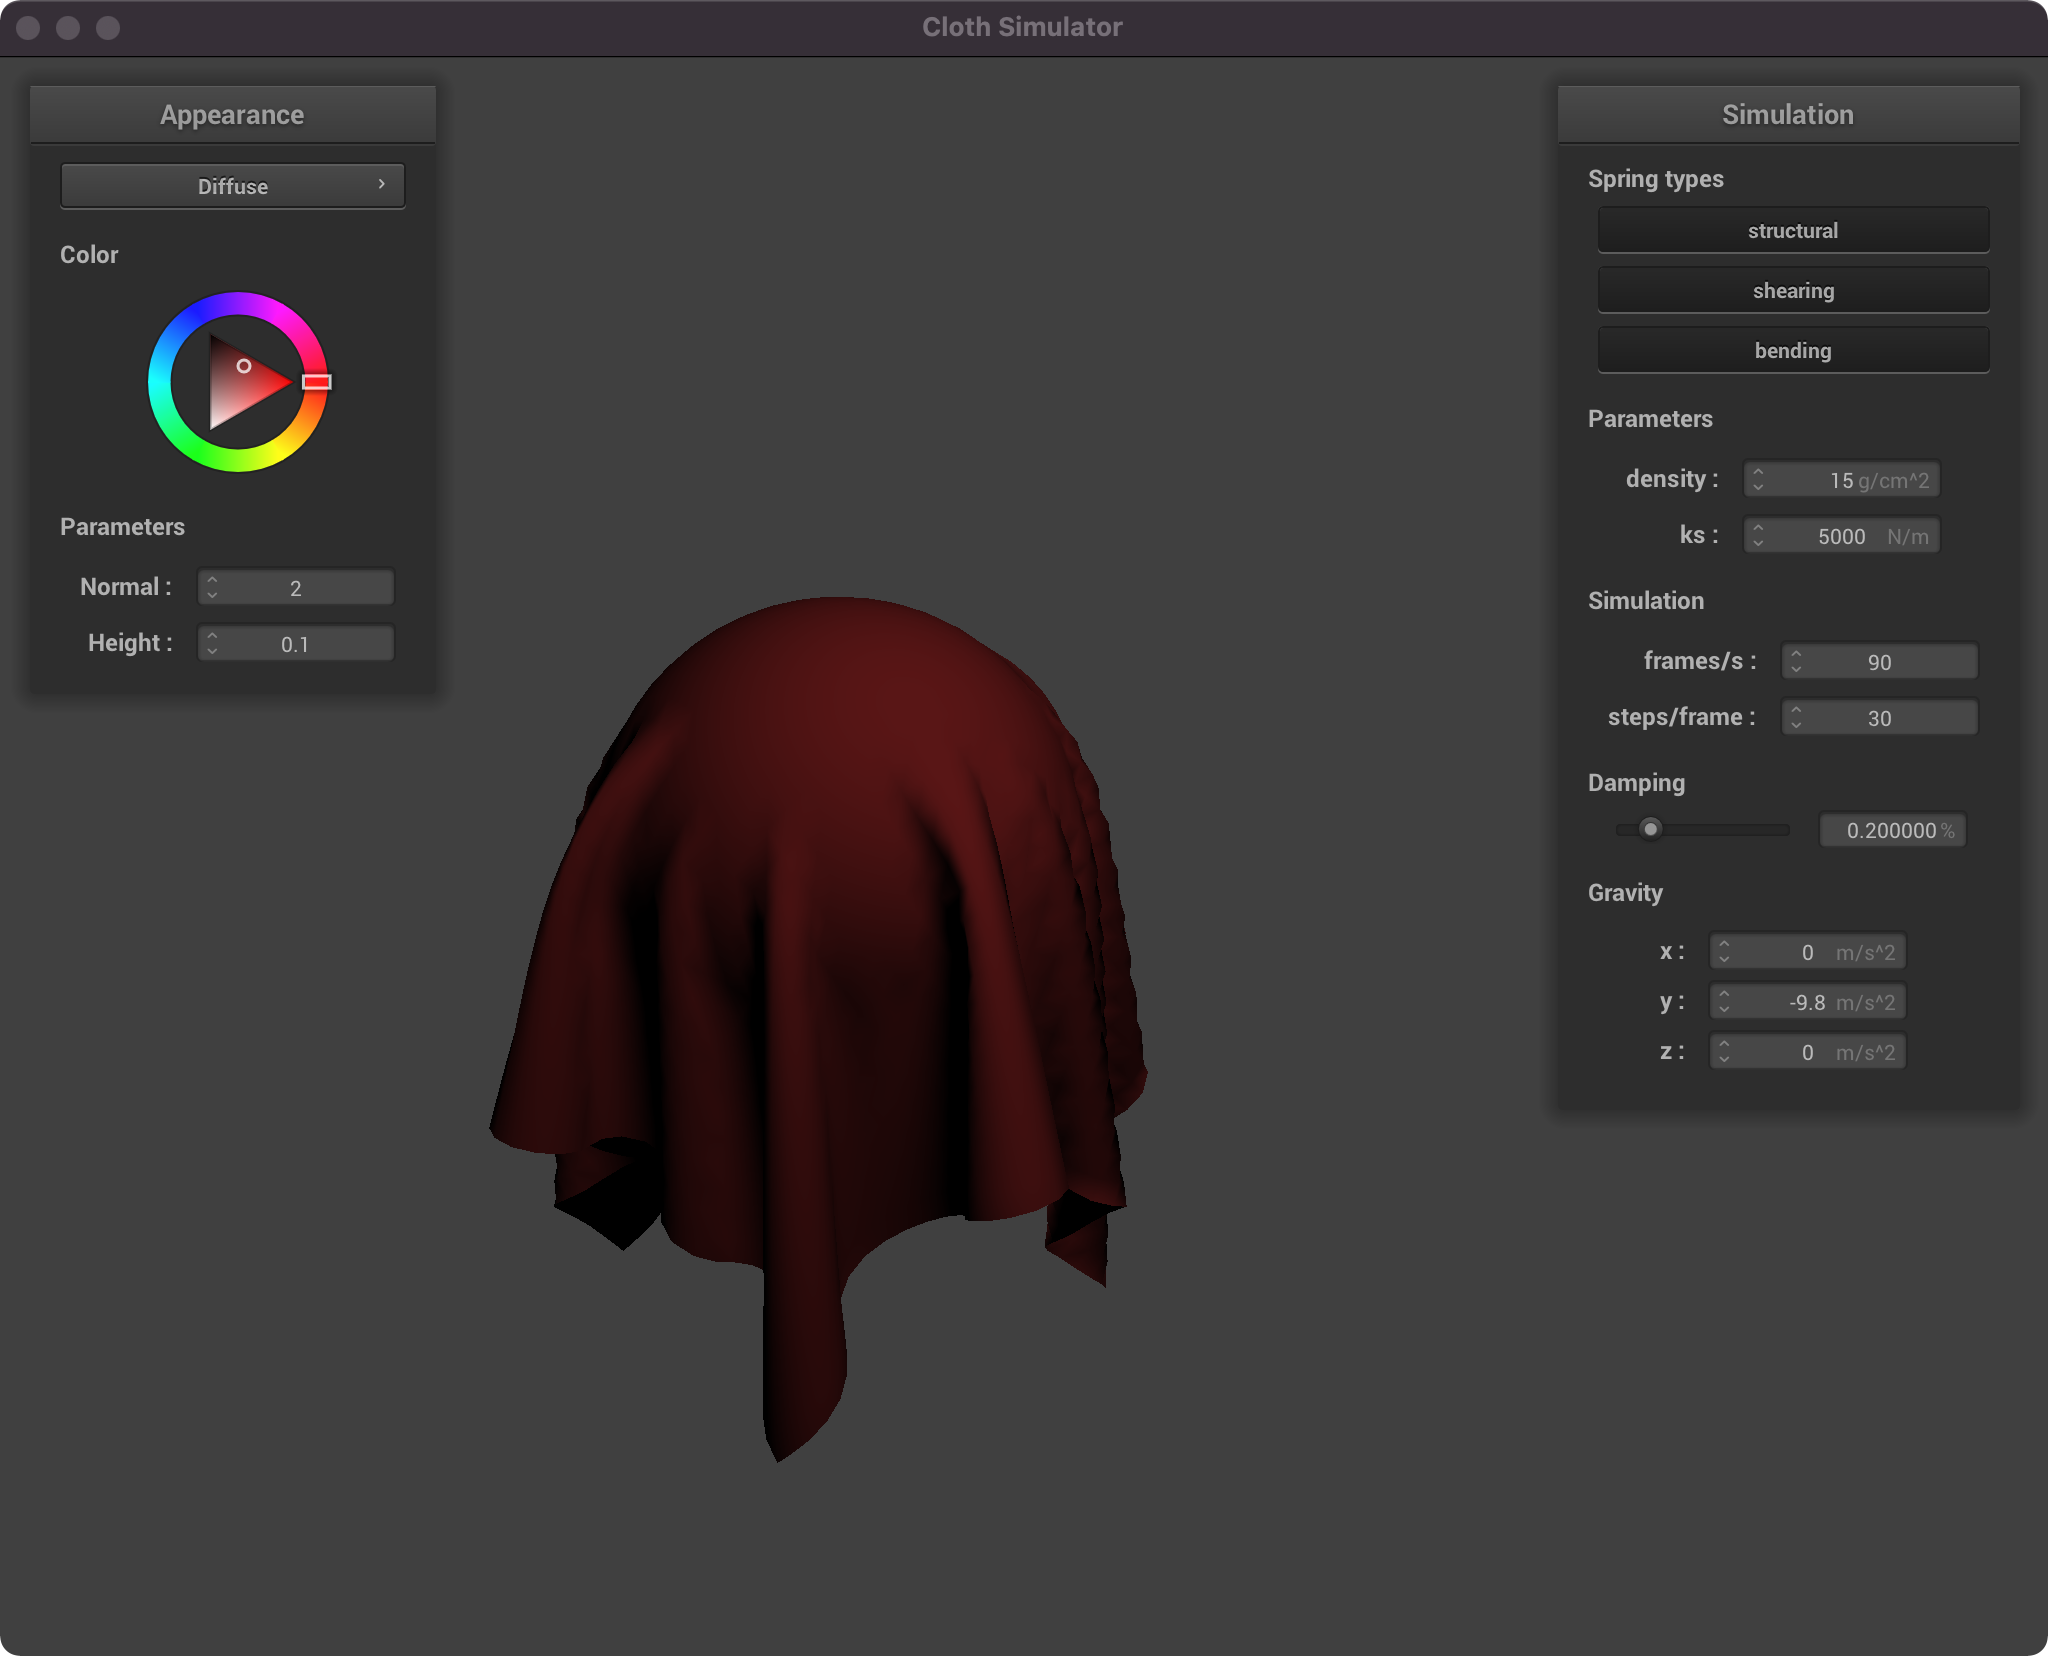 Cloth Simulator
Appearance
Diffuse
Color
Parameters
Normal : 2
Height : 0.1
Simulation
Spring types
structural
shearing
bending
Parameters
density : 15 g/cm^2
ks : 5000 N/m
Simulation
frames/s : 90
steps/frame : 30
Damping
0.200000 %
Gravity
x : 0 m/s^2
y : -9.8 m/s^2
z : 0 m/s^2